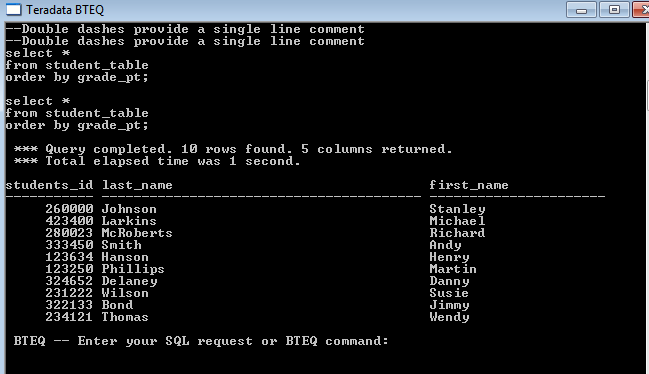 Teradata BTEQ
--Double dashes provide a single line comment
--Double dashes provide a single line comment
select *
from student_table
order by grade_pt;
select *
from student_table
order by grade_pt;
*** Query completed. 10 rows found. 5 columns returned.
*** Total elapsed time was 1 second.
students_id last_name first_name
----------- ---------------------------------------- ----------------------
260000 Johnson Stanley
423400 Larkins Michael
280023 McRoberts Richard
333450 Smith Andy
123634 Hanson Henry
123250 Phillips Martin
324652 Delaney Danny
231222 Wilson Susie
322133 Bond Jimmy
234121 Thomas Wendy
BTEQ -- Enter your SQL request or BTEQ command: